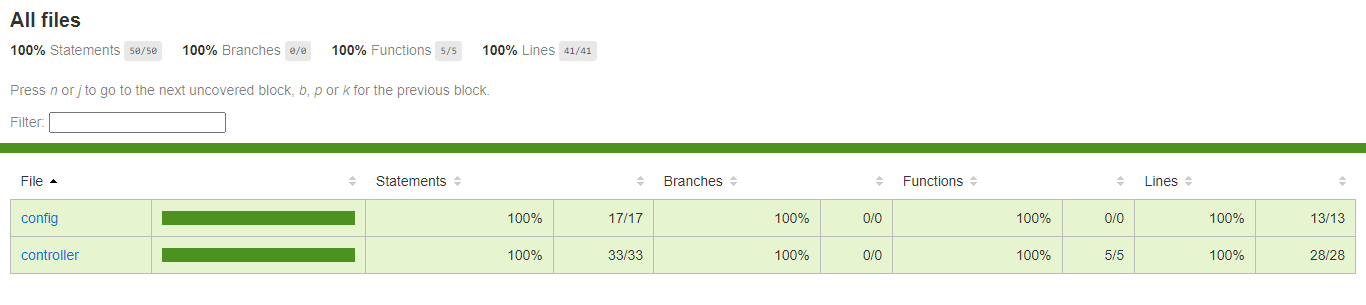 All files
100% Statements 50/50 100% Branches 0/0 100% Functions 5/5 100% Lines 41/41
Press n or j to go to the next uncovered block, b, p or k for the previous block.
Filter:
File Statements Branches Functions Lines
config 100% 17/17 100% 0/0 100% 0/0 100% 13/13
controller 100% 33/33 100% 0/0 100% 5/5 100% 28/28